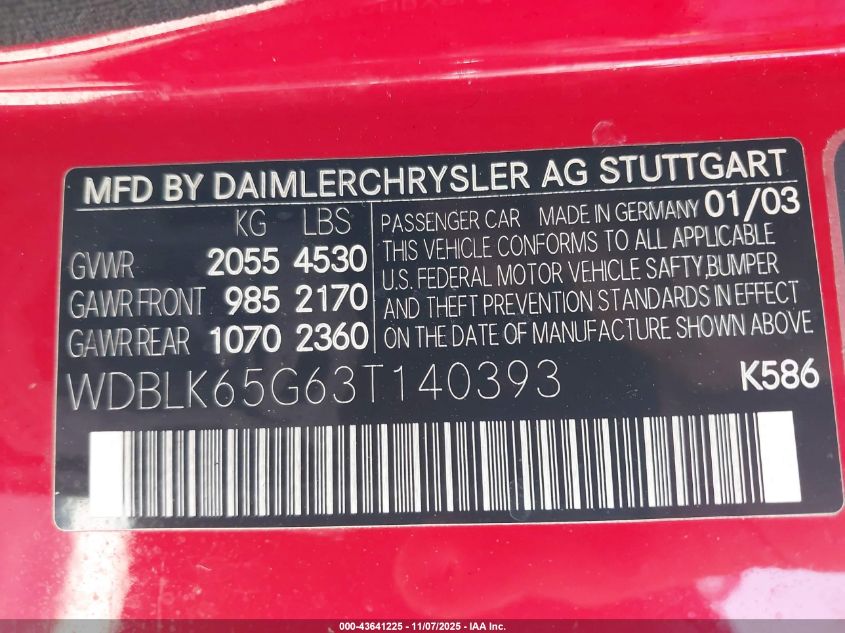 MFD BY DAIMLERCHRYSLER AG STUTTGART
KG LBS
GVWR 2055 4530
GAWR FRONT 985 2170
GAWR REAR 1070 2360
PASSENGER CAR MADE IN GERMANY 01/03
THIS VEHICLE CONFORMS TO ALL APPLICABLE
U.S. FEDERAL MOTOR VEHICLE SAFTY,BUMPER
AND THEFT PREVENTION STANDARDS IN EFFECT
ON THE DATE OF MANUFACTURE SHOWN ABOVE
WDBLK65G63T140393 K586
000-43641225 - 11/07/2025 - IAA Inc.